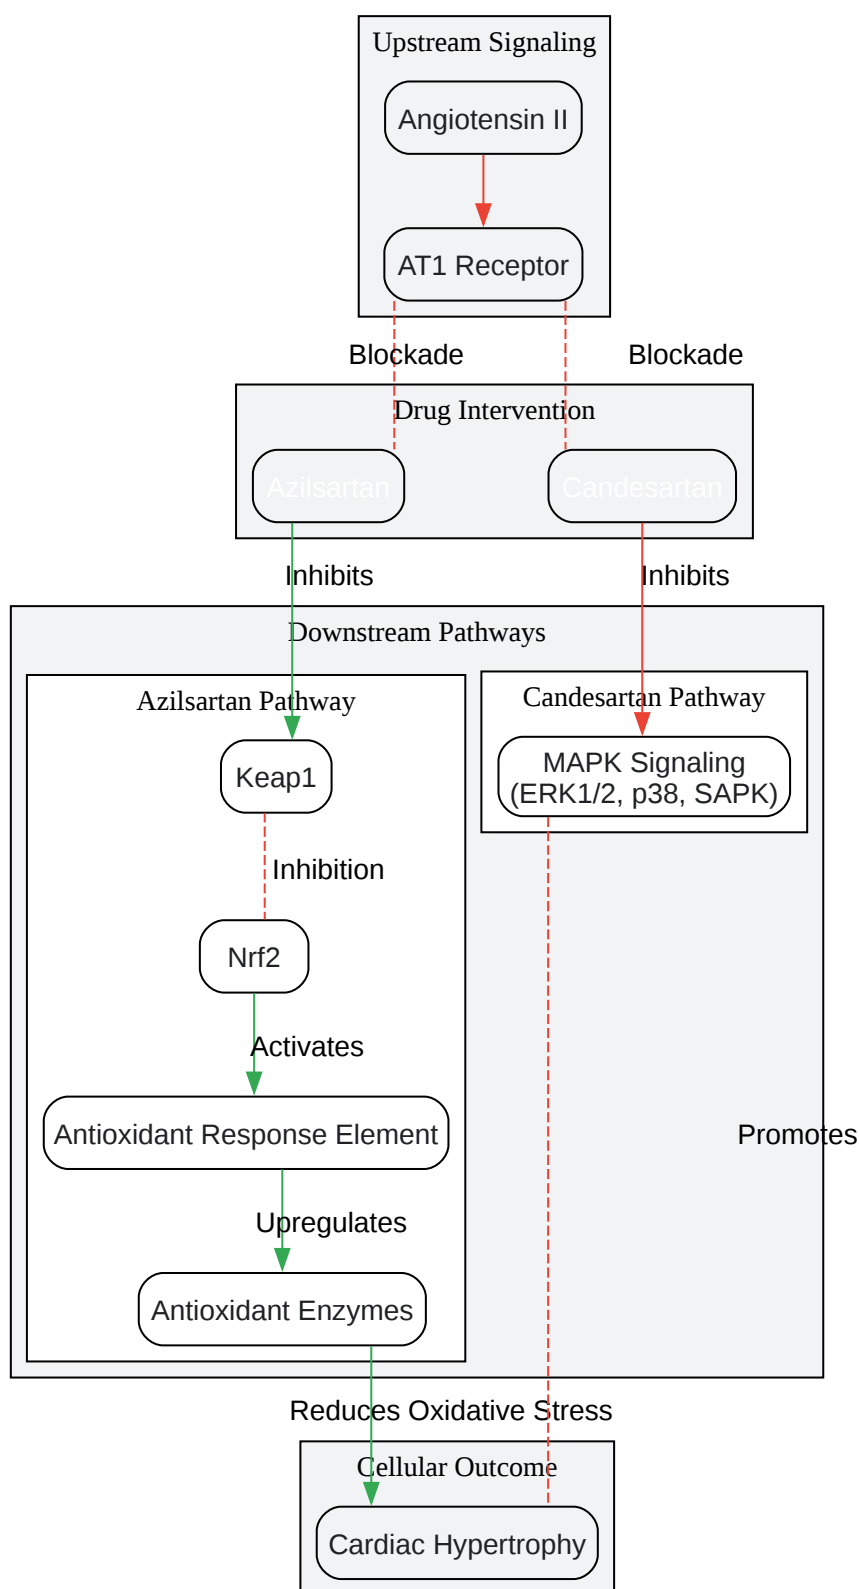 Upstream Signaling
Angiotensin II
AT1 Receptor
Blockade
Blockade
Drug Intervention
Azilsartan
Candesartan
Inhibits
Inhibits
Downstream Pathways
Azilsartan Pathway
Candesartan Pathway
Keap1
MAPK Signaling
(ERK1/2, p38, SAPK)
Inhibition
Nrf2
Activates
Antioxidant Response Element
Promotes
Upregulates
Antioxidant Enzymes
Reduces Oxidative Stress
Cellular Outcome
Cardiac Hypertrophy